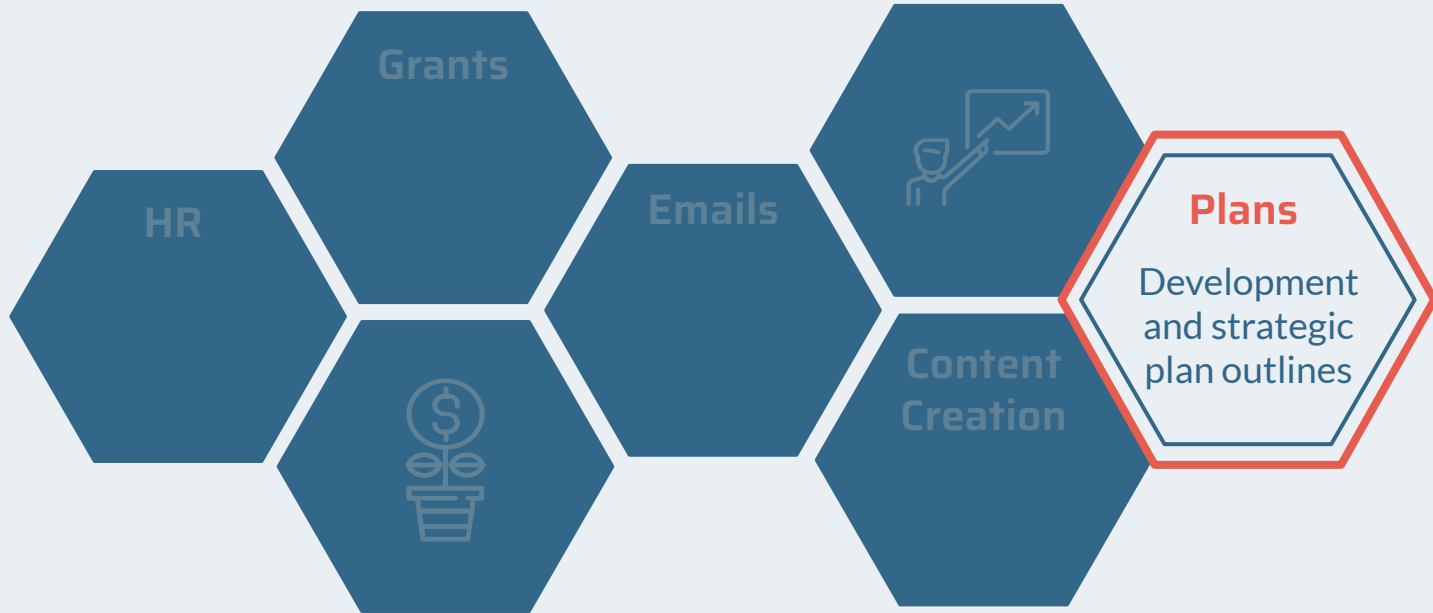 HR
Grants
Emails
Content
Creation
Plans
Development
and strategic
plan outlines